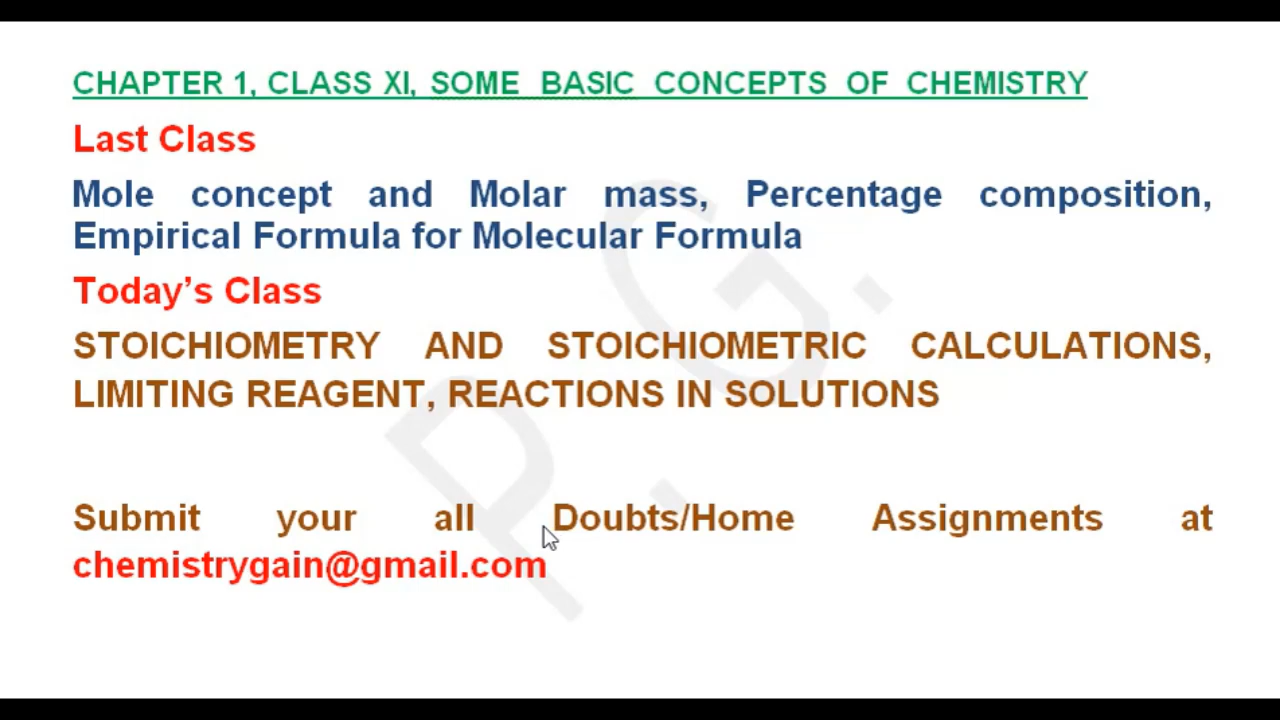 CHAPTER 1, CLASS XI, SOME BASIC CONCEPTS OF CHEMISTRY
Last Class
Mole concept and Molar mass, Percentage composition,
Empirical Formula for Molecular Formula
Today’s Class
STOICHIOMETRY AND STOICHIOMETRIC CALCULATIONS,
LIMITING REAGENT, REACTIONS IN SOLUTIONS
Submit your all Doubts/Home Assignments at
chemistrygain@gmail.com
P.G.